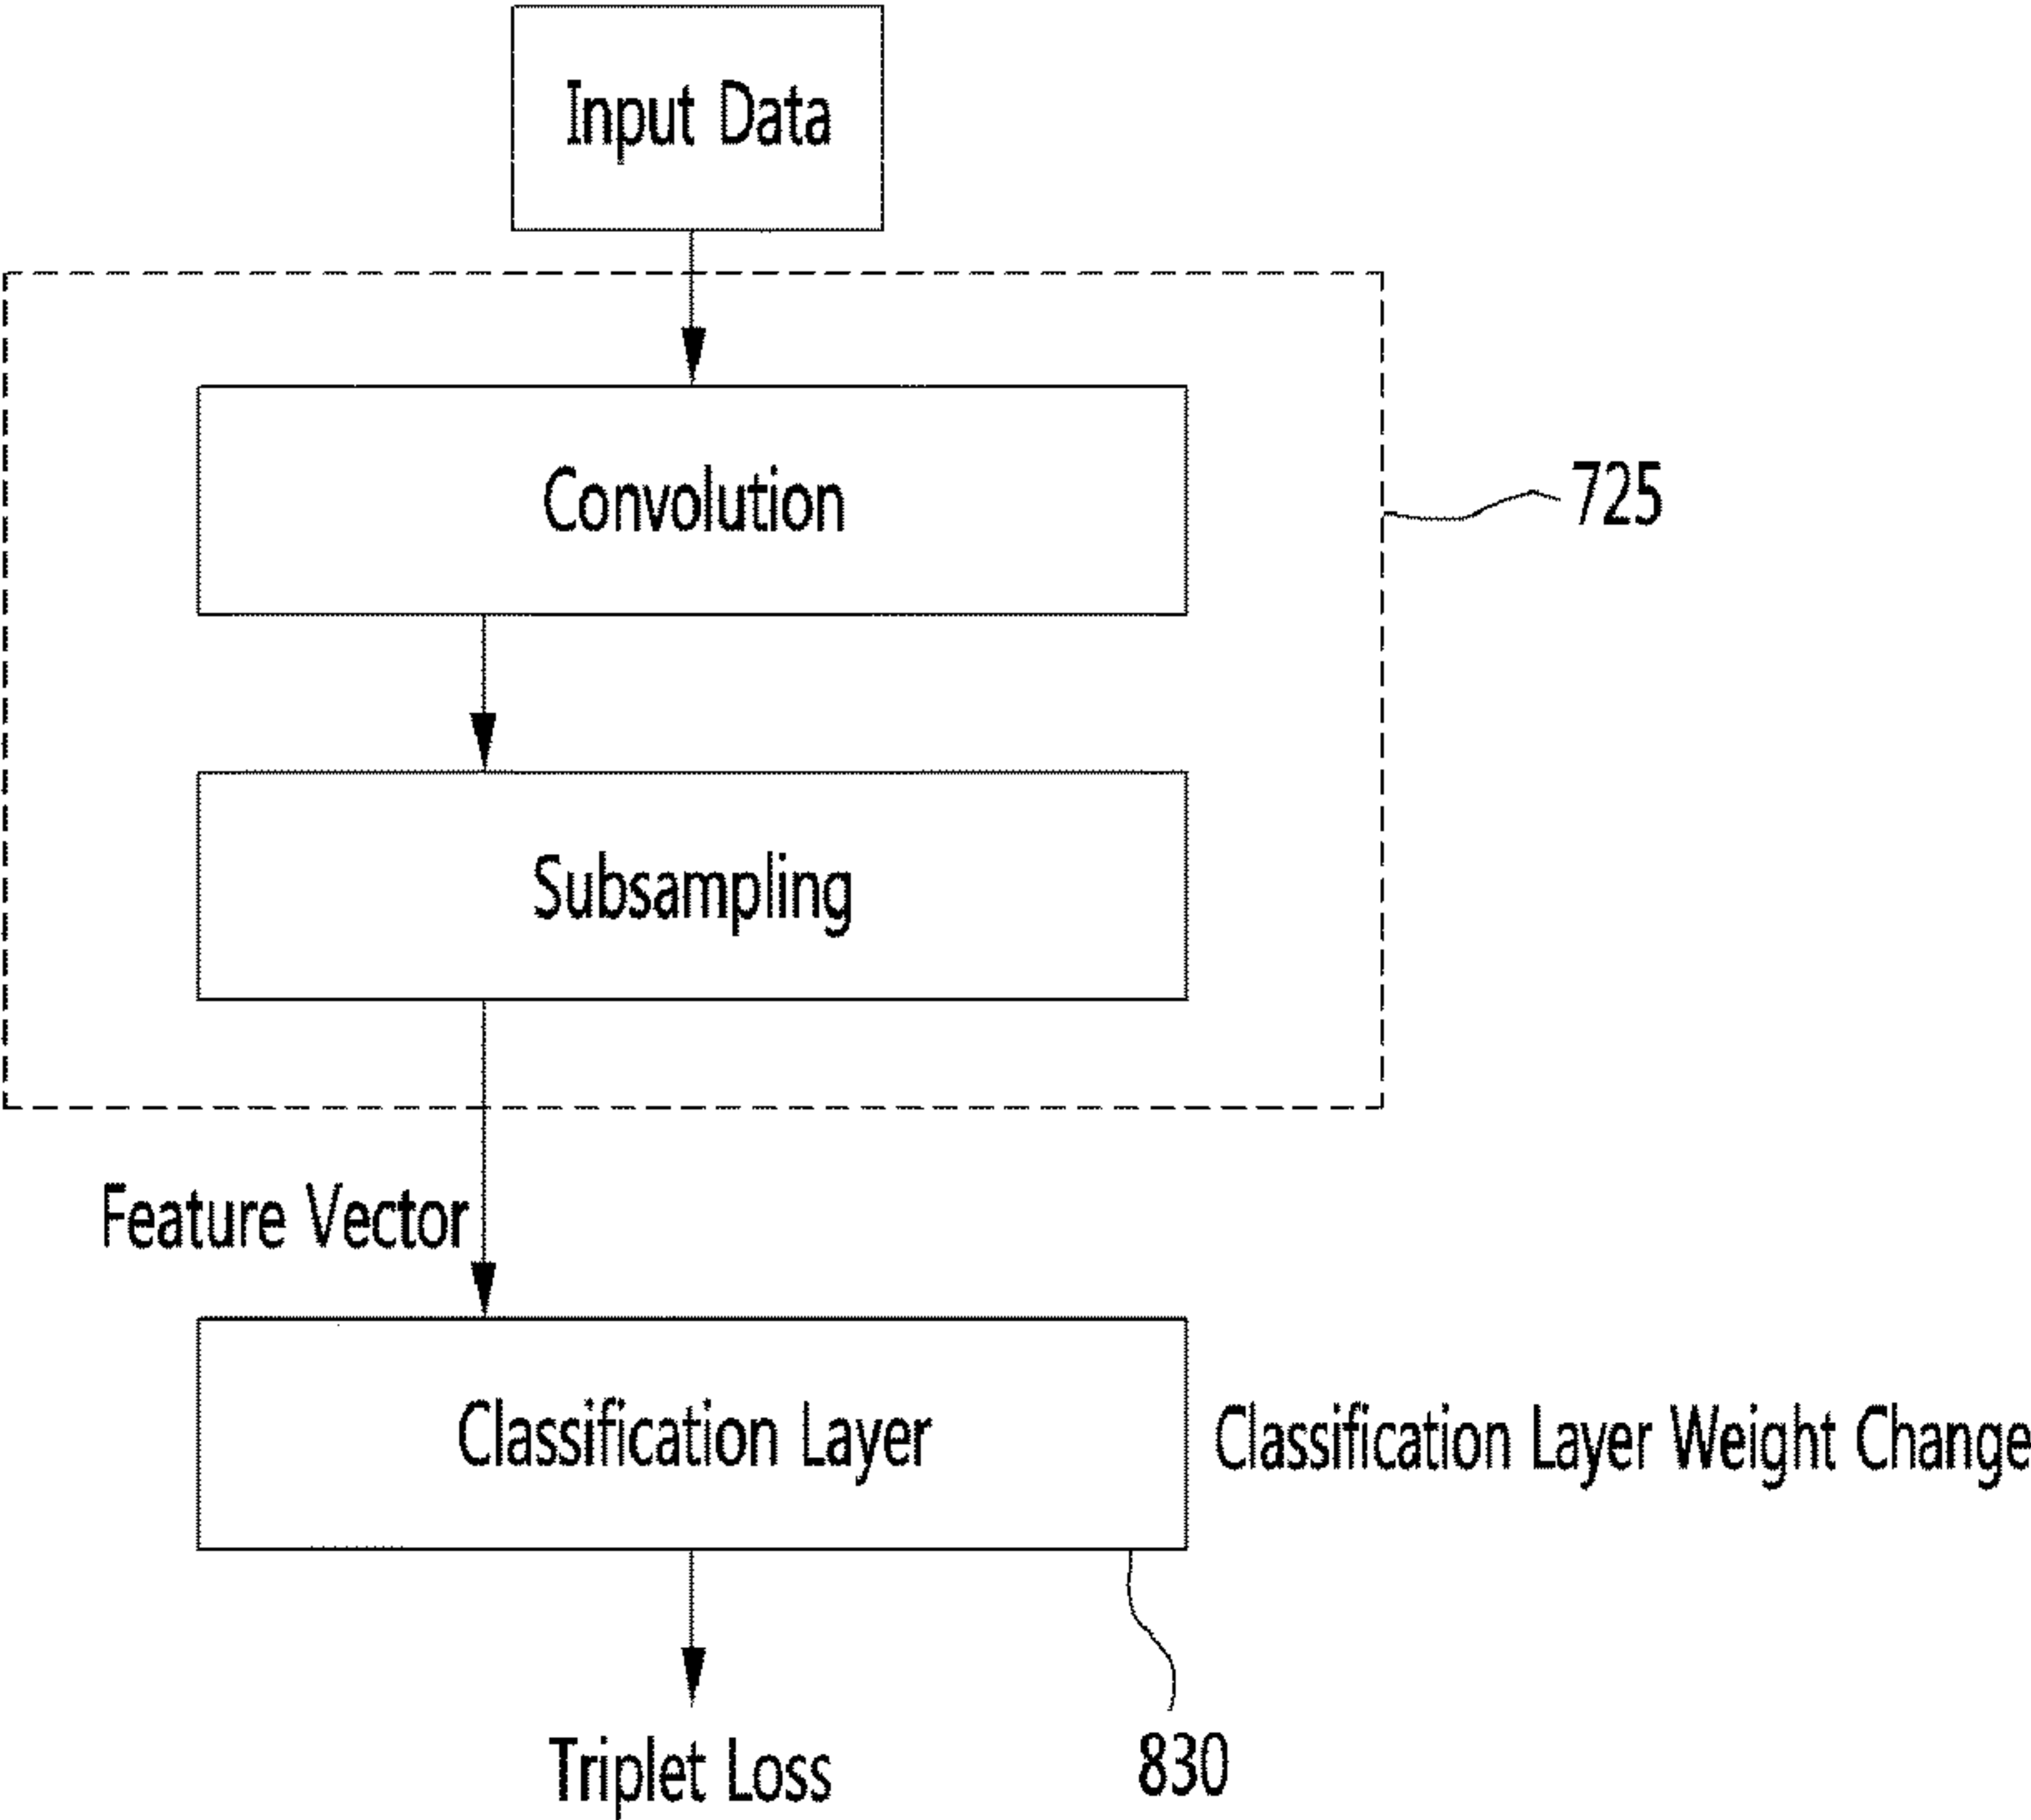 Input Data
Convolution
725
Subsampling
Feature Vector
Classification Layer
Classification Layer Weight Change
Triplet Loss
830